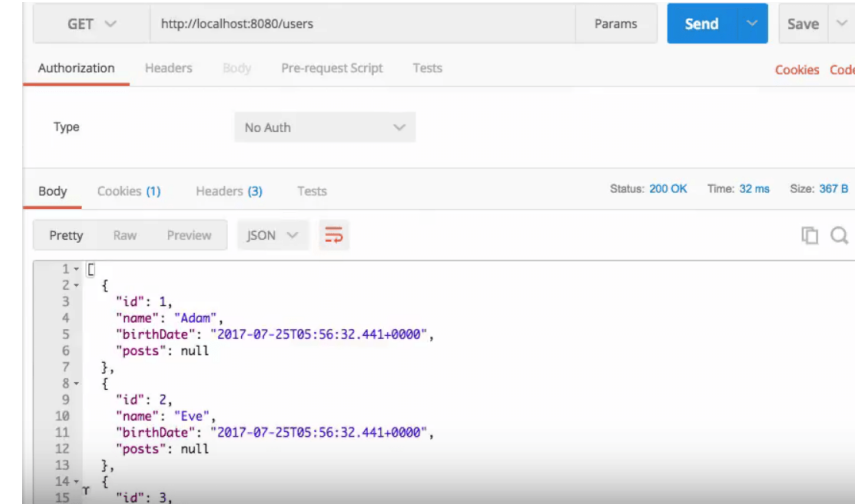 GET http://localhost:8080/users Params Send Save
Authorization Headers Body Pre-request Script Tests Cookies Code
Type No Auth
Body Cookies (1) Headers (3) Tests Status: 200 OK Time: 32 ms Size: 367 B
Pretty Raw Preview JSON
1 [
2 {
3 "id": 1,
4 "name": "Adam",
5 "birthDate": "2017-07-25T05:56:32.441+0000",
6 "posts": null
7 },
8 {
9 "id": 2,
10 "name": "Eve",
11 "birthDate": "2017-07-25T05:56:32.441+0000",
12 "posts": null
13 },
14 {
15 "id": 3,